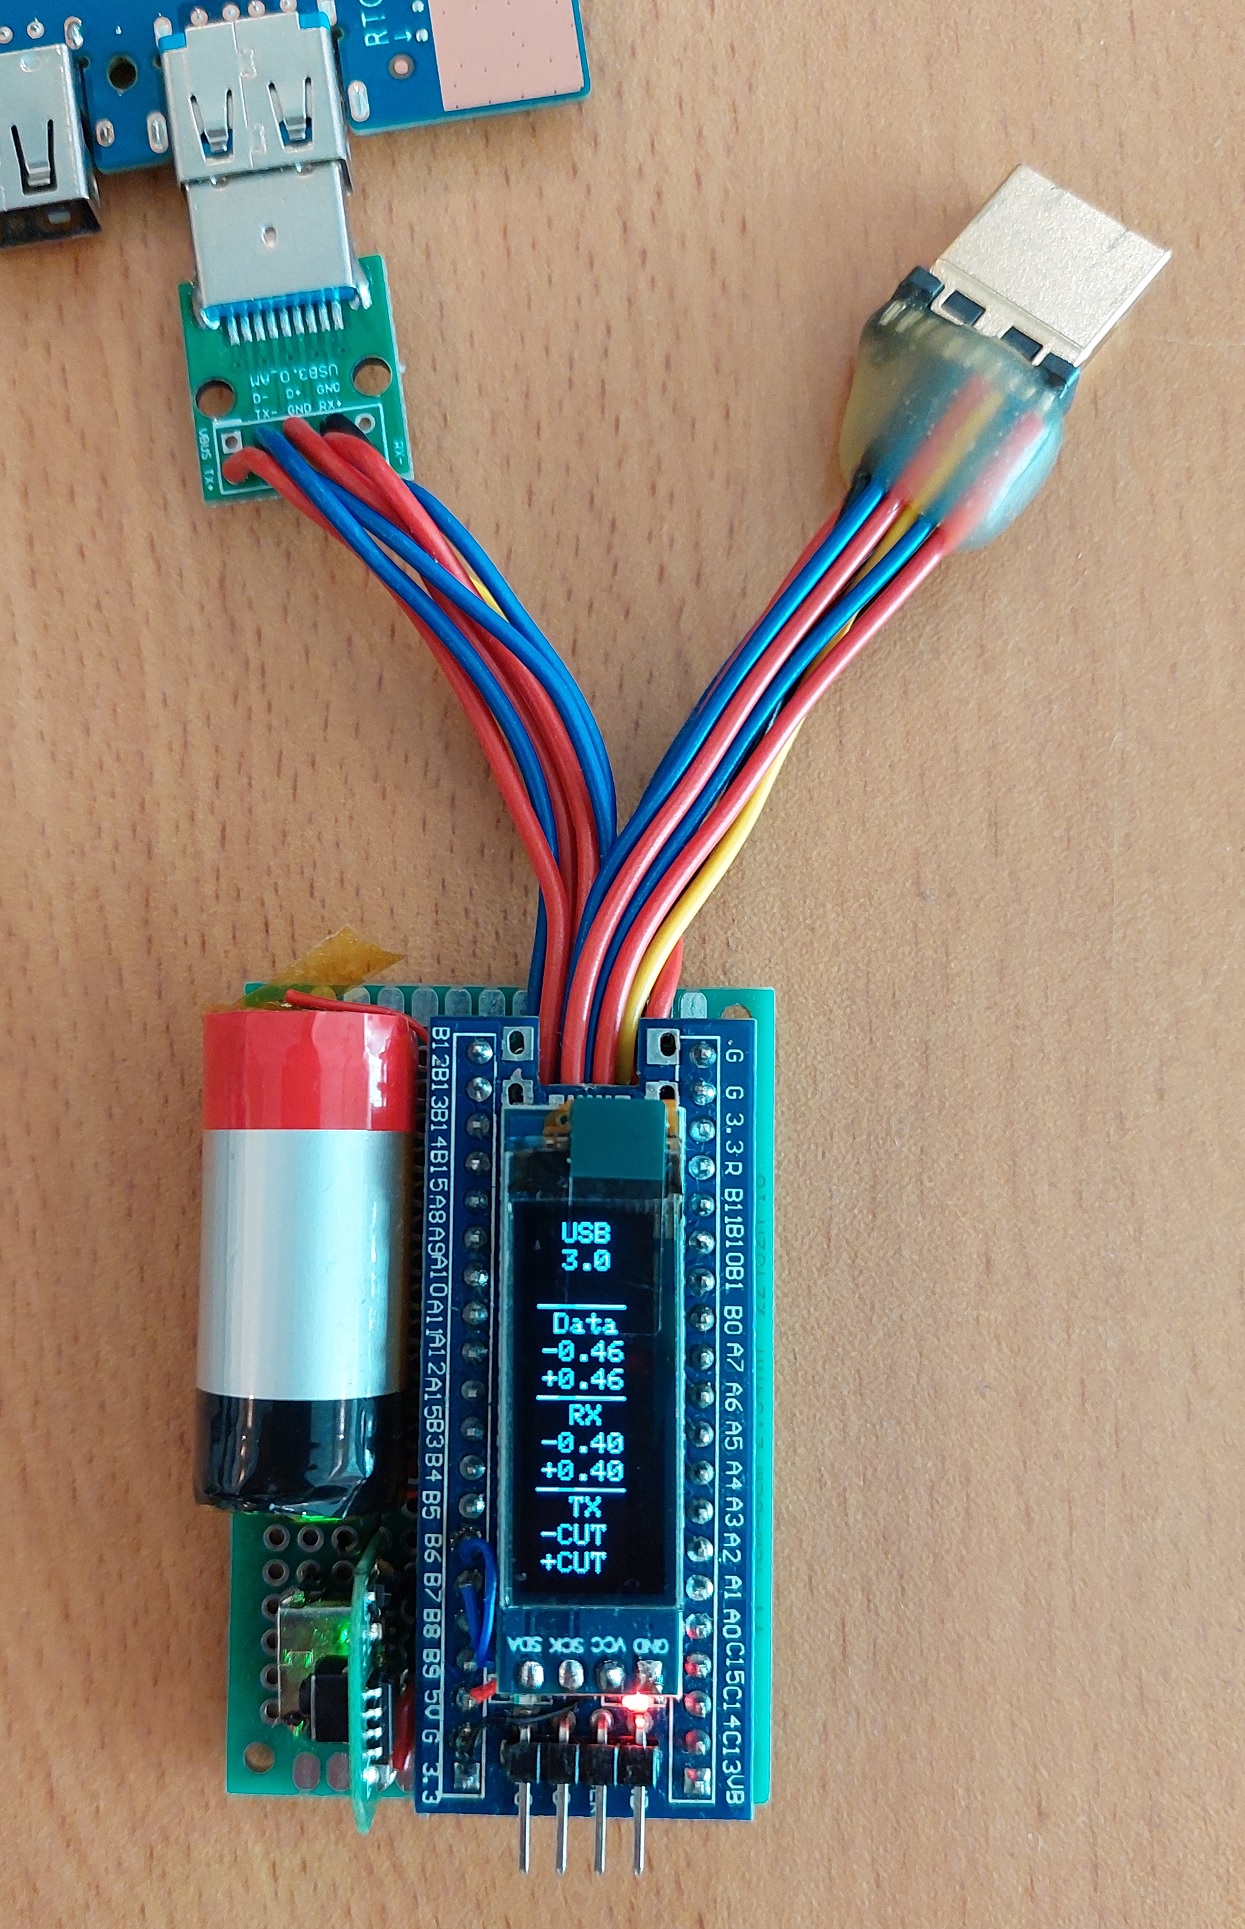 RTC
USB3.0_AM
D- D+ GND
TX- GND RX+
VBUS TX+
RX-
B12B13B14B15A8A9A10A11A12A15B3B4 B5 B6 B7 B8 B9 5V G 3.3
G G 3.3 R B11B10B1 B0 A7 A6 A5 A4 A3 A2 A1 A0C15C14C13VB
USB
3.0
Data
-0.46
+0.46
RX
-0.40
+0.40
TX
-CUT
+CUT
SDA SCK VCC GND